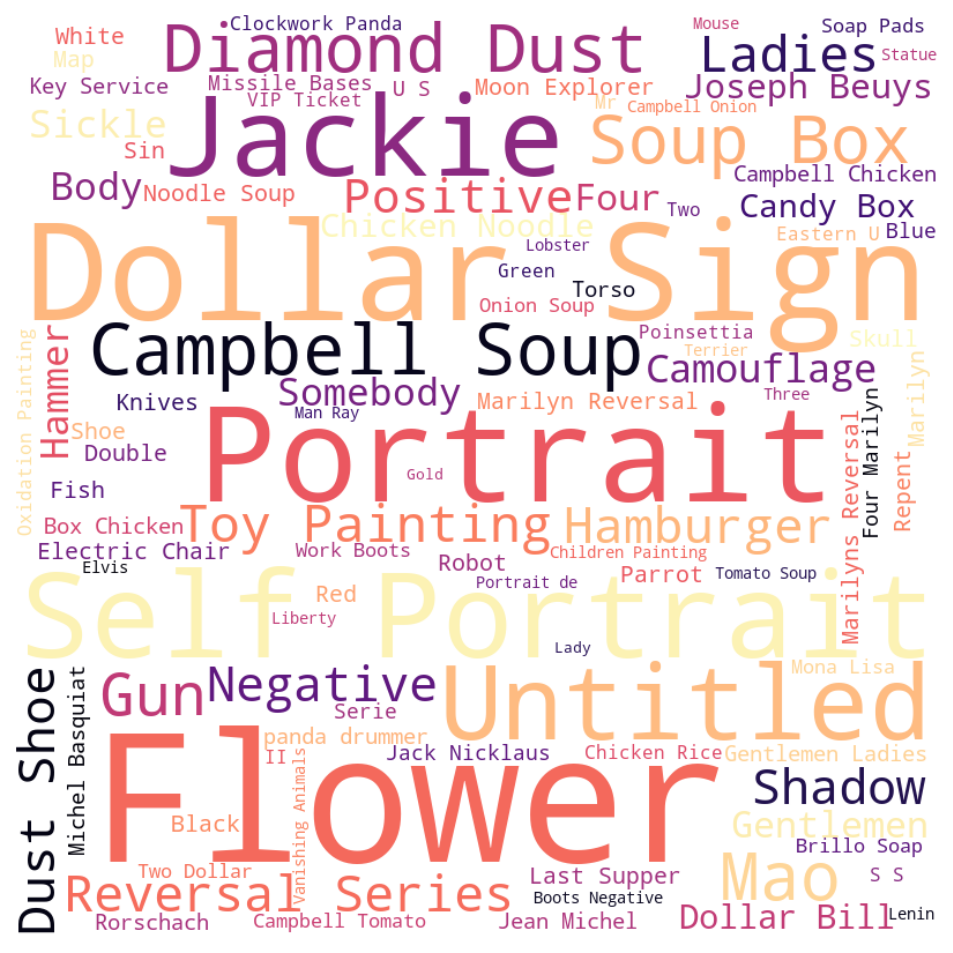 Clockwork Panda
Mouse
Soap Pads
White
Diamond Dust
Ladies
Statue
Map
Key Service
Missile Bases
U S
Moon Explorer
Joseph Beuys
VIP Ticket
Mr
Campbell Onion
Sickle
Jackie
Soup Box
Sin
Body
Noodle Soup
Positive
Four
Campbell Chicken
Two
Candy Box
Chicken Noodle
Eastern U
Blue
Dollar Sign
Lobster
Green
Torso
Onion Soup
Oxidation Painting
Hammer
Campbell Soup
Poinsettia
Skull
Terrier
Camouflage
Marilyn
Somebody
Three
Knives
Man Ray
Marilyn Reversal
Four Marilyn
Shoe
Portrait
Marilyns Reversal
Double
Repent
Gold
Fish
Box Chicken
Toy Painting
Hamburger
Electric Chair
Work Boots
Children Painting
Elvis
Robot
Parrot
Tomato Soup
Portrait de
Self Portrait
Red
Liberty
Lady
Dust Shoe
Michel Basquiat
Gun
Negative
Untitled
Mona Lisa
Serie
panda drummer
II
Jack Nicklaus
Chicken Rice
Gentlemen Ladies
Vanishing Animals
Flower
Shadow
Black
Gentlemen
Brillo Soap
Two Dollar
Last Supper
Mao
S S
Reversal Series
Boots Negative
Rorschach
Campbell Tomato
Jean Michel
Dollar Bill
Lenin